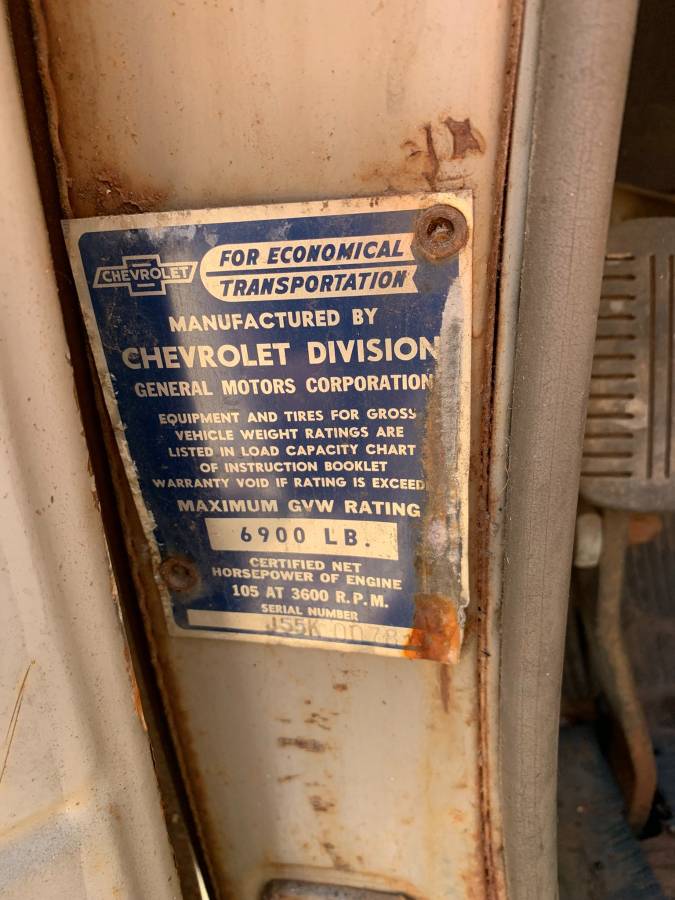 CHEVROLET
FOR ECONOMICAL
TRANSPORTATION
MANUFACTURED BY
CHEVROLET DIVISION
GENERAL MOTORS CORPORATION
EQUIPMENT AND TIRES FOR GROSS
VEHICLE WEIGHT RATINGS ARE
LISTED IN LOAD CAPACITY CHART
OF INSTRUCTION BOOKLET
WARRANTY VOID IF RATING IS EXCEED
MAXIMUM GVW RATING
6900 LB.
CERTIFIED NET
HORSEPOWER OF ENGINE
105 AT 3600 R.P.M.
SERIAL NUMBER
J55K